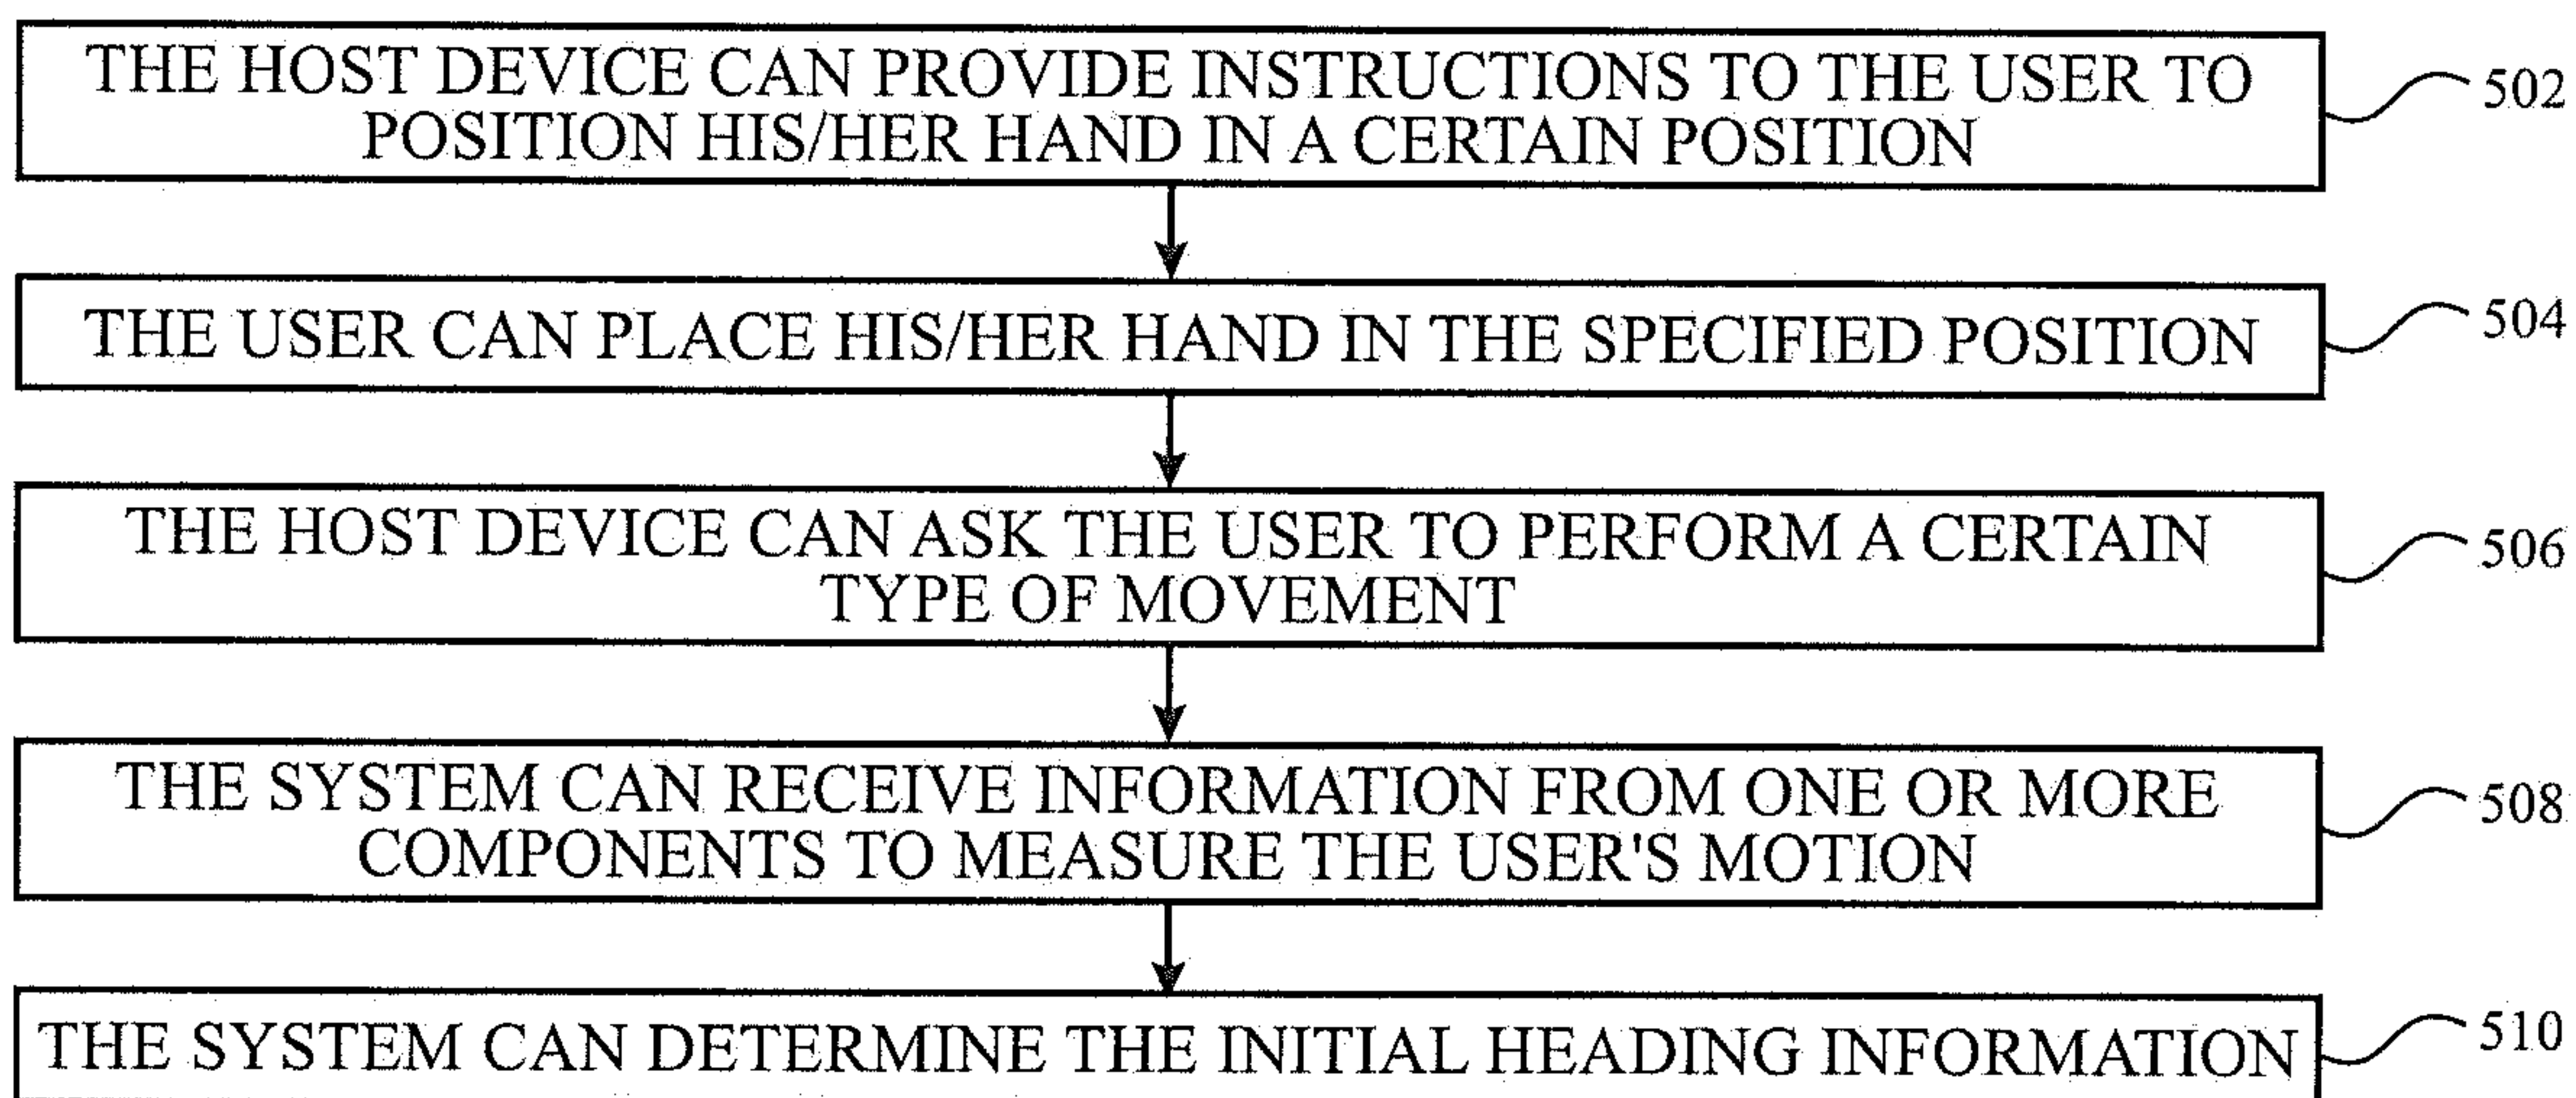 THE HOST DEVICE CAN PROVIDE INSTRUCTIONS TO THE USER TO
POSITION HIS/HER HAND IN A CERTAIN POSITION
502
THE USER CAN PLACE HIS/HER HAND IN THE SPECIFIED POSITION
504
THE HOST DEVICE CAN ASK THE USER TO PERFORM A CERTAIN
TYPE OF MOVEMENT
506
THE SYSTEM CAN RECEIVE INFORMATION FROM ONE OR MORE
COMPONENTS TO MEASURE THE USER'S MOTION
508
THE SYSTEM CAN DETERMINE THE INITIAL HEADING INFORMATION
510